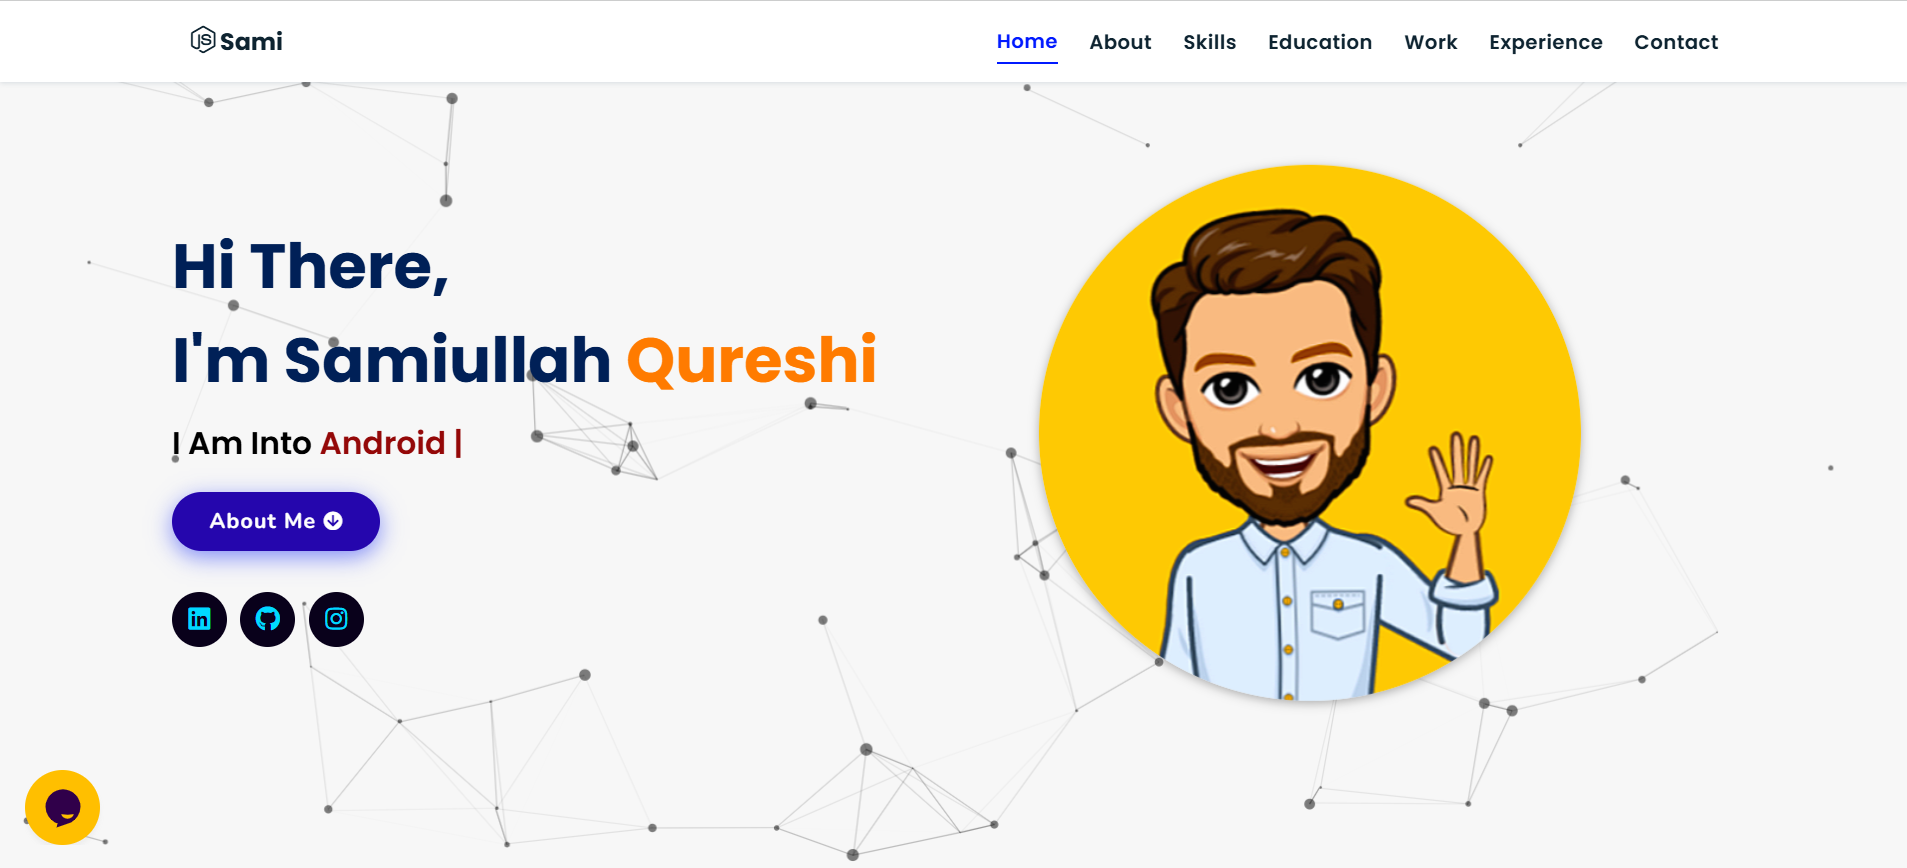 Sami
Home About Skills Education Work Experience Contact
Hi There,
I'm Samiullah Qureshi
I Am Into Android |
About Me